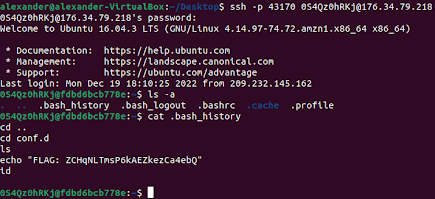 alexander@alexander-VirtualBox:~/Desktop$ ssh -p 43170 0S4Qz0hRKj@176.34.79.218
0S4Qz0hRKj@176.34.79.218's password:
Welcome to Ubuntu 16.04.3 LTS (GNU/Linux 4.14.97-74.72.amzn1.x86_64 x86_64)
* Documentation: https://help.ubuntu.com
* Management: https://landscape.canonical.com
* Support: https://ubuntu.com/advantage
Last login: Mon Dec 19 18:10:25 2022 from 209.232.145.162
0S4Qz0hRKj@fdbd6bcb778e:~$ ls -a
. .. .bash_history .bash_logout .bashrc .cache .profile
0S4Qz0hRKj@fdbd6bcb778e:~$ cat .bash_history
cd ..
cd conf.d
ls
echo "FLAG: ZCHqNLTmsP6kAEZkezCa4ebQ"
id
0S4Qz0hRKj@fdbd6bcb778e:~$